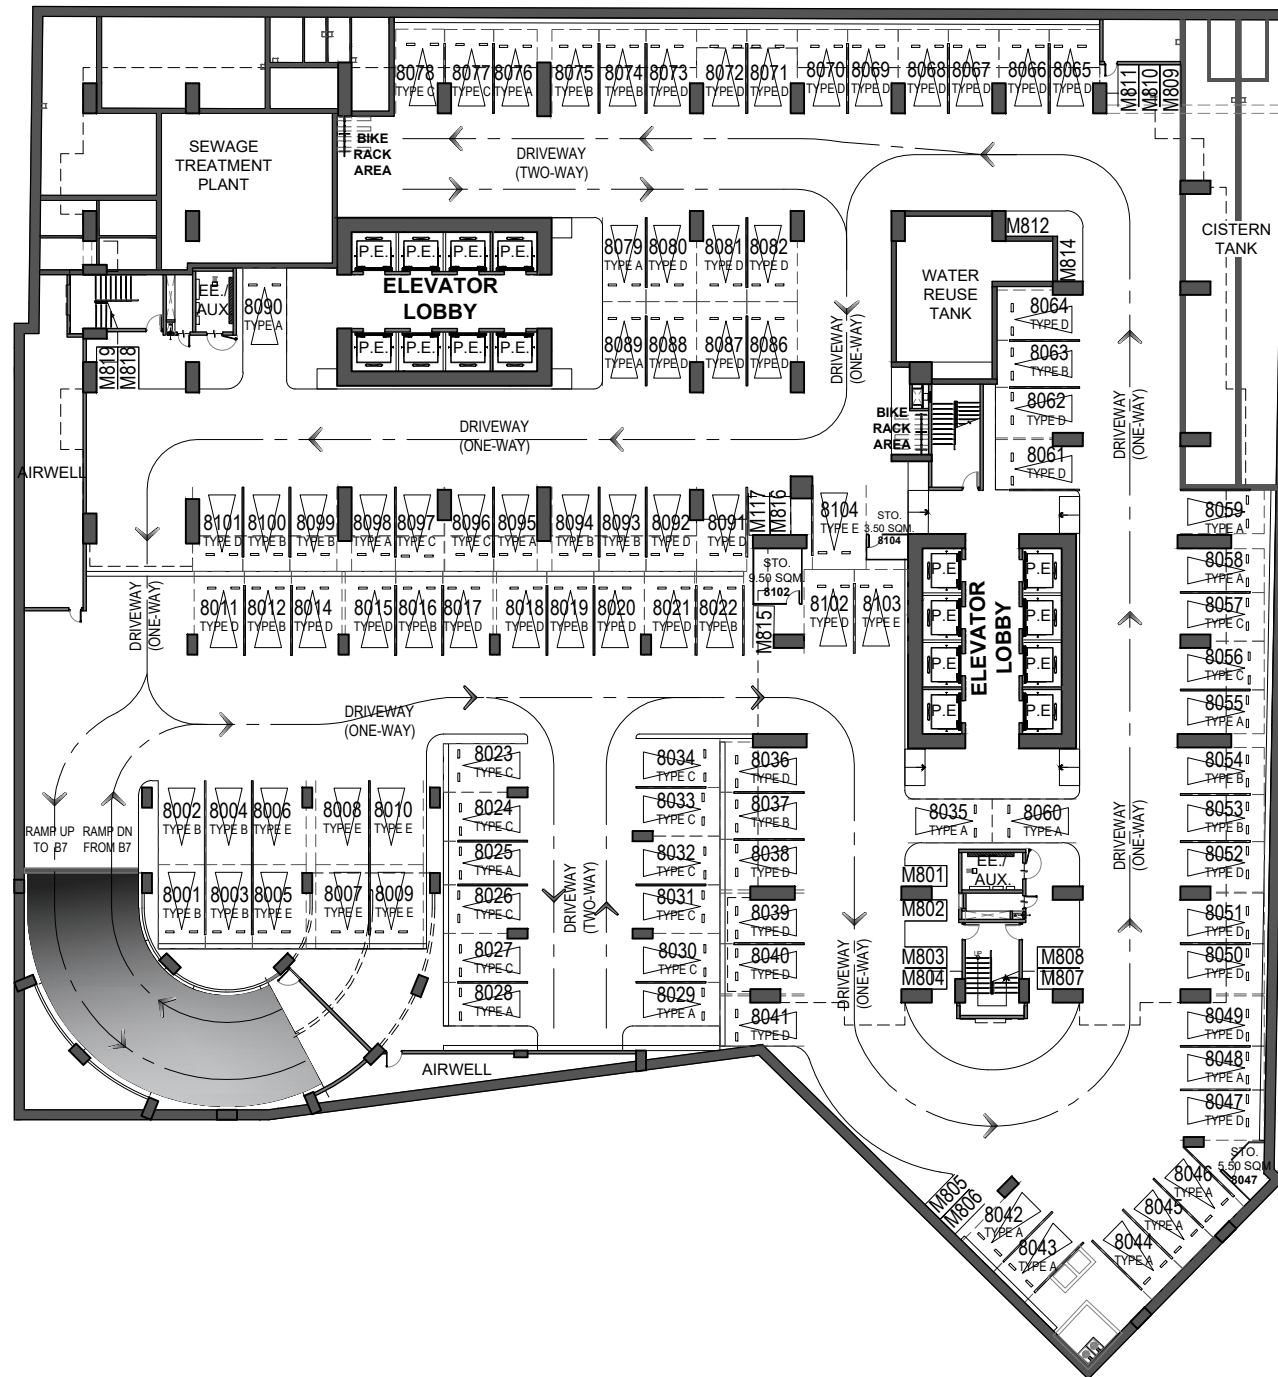 8078
TYPE C
8077
TYPE C
8076
TYPE A
8075
TYPE B
8074
TYPE B
8073
TYPE D
8072
TYPE D
8071
TYPE D
8070
TYPE D
8069
TYPE D
8068
TYPE D
8067
TYPE D
8066
TYPE D
8065
TYPE D
M811
M810
M809
SEWAGE
TREATMENT
PLANT
BIKE
RACK
AREA
DRIVEWAY
(TWO-WAY)
CISTERN
TANK
M812
M814
P.E.
P.E.
P.E.
P.E.
ELEVATOR
LOBBY
P.E.
P.E.
P.E.
P.E.
8079
TYPE A
8080
TYPE D
8081
TYPE D
8082
TYPE D
8089
TYPE A
8088
TYPE D
8087
TYPE D
8086
TYPE D
DRIVEWAY
(ONE-WAY)
WATER
REUSE
TANK
8064
TYPE D
8063
TYPE B
8062
TYPE D
8061
TYPE D
DRIVEWAY
(ONE-WAY)
EE./
AUX.
8090
TYPE A
M819
M818
BIKE
RACK
AREA
DRIVEWAY
(ONE-WAY)
AIRWELL
8101
TYPE D
8100
TYPE B
8099
TYPE B
8098
TYPE A
8097
TYPE C
8096
TYPE C
8095
TYPE A
8094
TYPE B
8093
TYPE B
8092
TYPE D
8091
TYPE D
M117
M816
8104
TYPE E
STO.
3.50 SQM.
8104
8059
TYPE A
8058
TYPE A
8057
TYPE C
8056
TYPE C
8055
TYPE A
STO.
9.50 SQM.
8102
DRIVEWAY
(ONE-WAY)
8011
TYPE D
8012
TYPE B
8014
TYPE D
8015
TYPE D
8016
TYPE B
8017
TYPE D
8018
TYPE D
8019
TYPE B
8020
TYPE D
8021
TYPE D
8022
TYPE B
M815
8102
TYPE D
8103
TYPE E
P.E.
P.E.
P.E.
P.E.
ELEVATOR
LOBBY
P.E.
P.E.
P.E.
P.E.
DRIVEWAY
(ONE-WAY)
8023
TYPE C
8024
TYPE C
8025
TYPE A
8026
TYPE C
8027
TYPE C
8028
TYPE A
8034
TYPE C
8033
TYPE C
8032
TYPE C
8031
TYPE C
8030
TYPE C
8029
TYPE A
8036
TYPE D
8037
TYPE B
8038
TYPE D
8039
TYPE D
8040
TYPE D
8041
TYPE D
8035
TYPE A
8060
TYPE A
DRIVEWAY
(ONE-WAY)
8054
TYPE B
8053
TYPE B
8052
TYPE D
8051
TYPE D
8050
TYPE D
8049
TYPE D
8048
TYPE A
8047
TYPE D
RAMP UP
TO B7
RAMP DN
FROM B7
8002
TYPE B
8004
TYPE B
8006
TYPE E
8008
TYPE E
8010
TYPE E
8001
TYPE B
8003
TYPE B
8005
TYPE E
8007
TYPE E
8009
TYPE E
DRIVEWAY
(TWO-WAY)
DRIVEWAY
(ONE-WAY)
EE./
AUX.
M801
M802
M803
M804
M808
M807
AIRWELL
M805
M806
8042
TYPE A
8043
TYPE A
8044
TYPE A
8045
TYPE A
8046
TYPE A
STO.
5.50 SQM.
8047